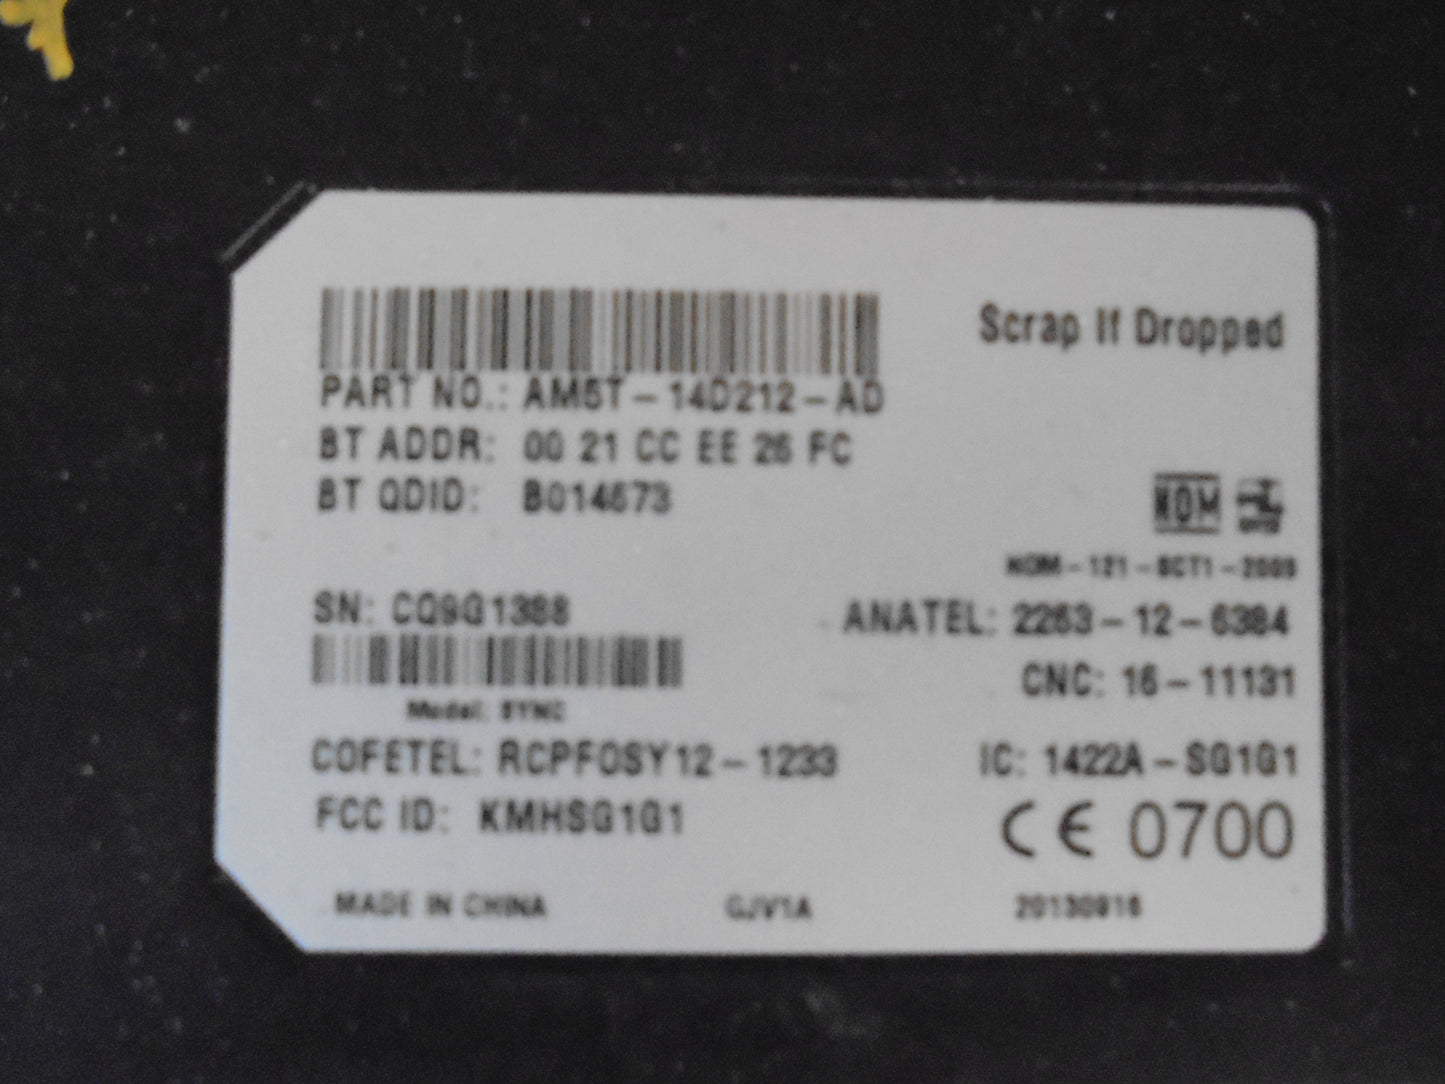 Scrap If Dropped
PART NO.: AM5T-14D212-AD
BT ADDR: 00 21 CC EE 26 FC
BT QDID: B014673
NOM
NOM-121-SCT1-2009
SN: CQ9G1388
ANATEL: 2263-12-6384
CNC: 16-11131
Model: SYNC
COFETEL: RCPFOSY12-1233
IC: 1422A-SG1G1
FCC ID: KMHSG1G1
CE 0700
MADE IN CHINA
GJV1A